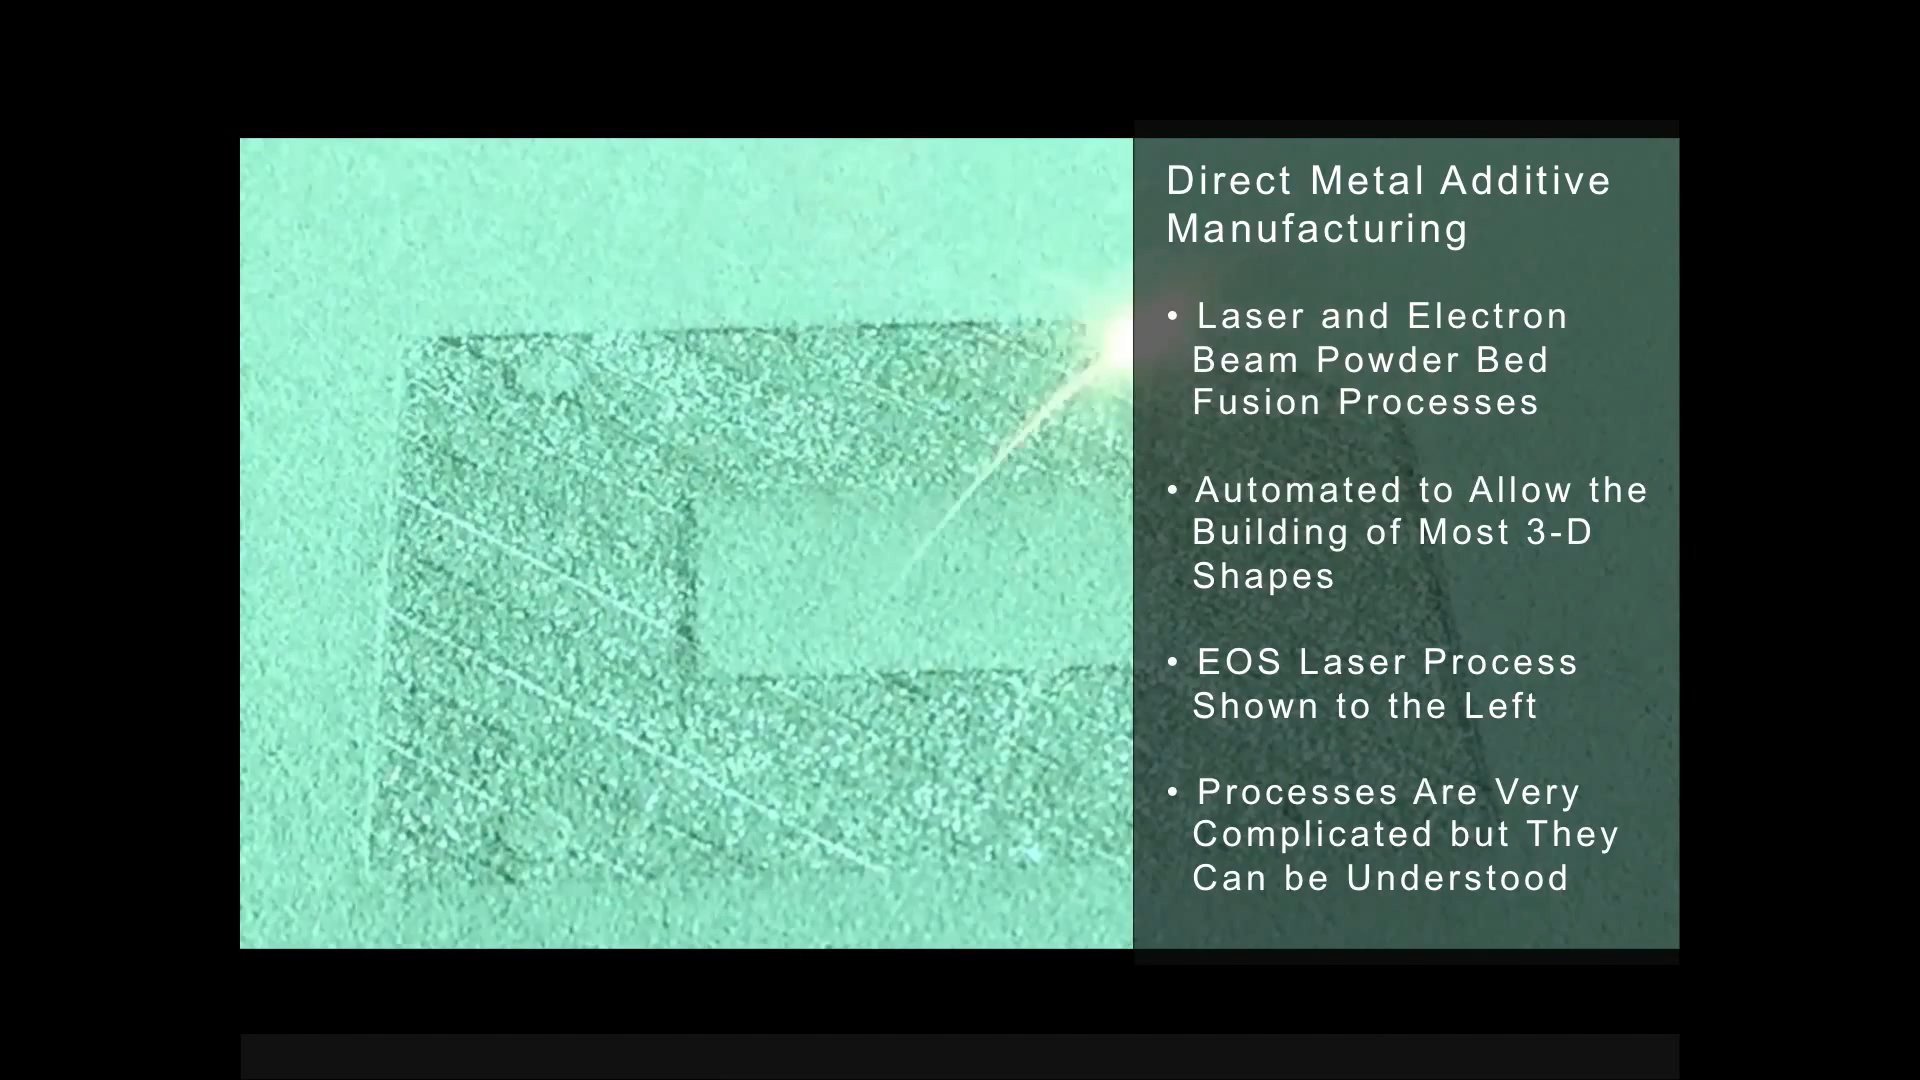 Direct Metal Additive
Manufacturing
• Laser and Electron
Beam Powder Bed
Fusion Processes
• Automated to Allow the
Building of Most 3-D
Shapes
• EOS Laser Process
Shown to the Left
• Processes Are Very
Complicated but They
Can be Understood